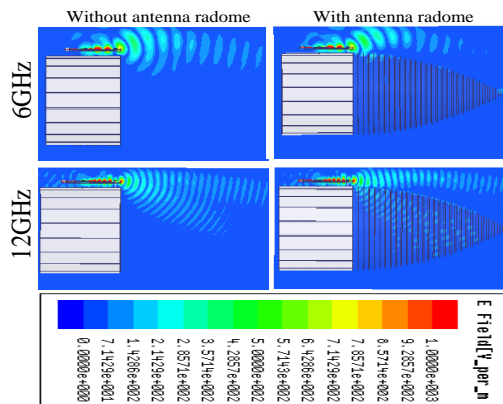 Without antenna radome
With antenna radome
6GHz
12GHz
E Field[V_per_m
0.0000e+000
7.1429e+001
1.4286e+002
2.1429e+002
2.8571e+002
3.5714e+002
4.2857e+002
5.0000e+002
5.7143e+002
6.4286e+002
7.1429e+002
7.8571e+002
8.5714e+002
9.2857e+002
1.0000e+003